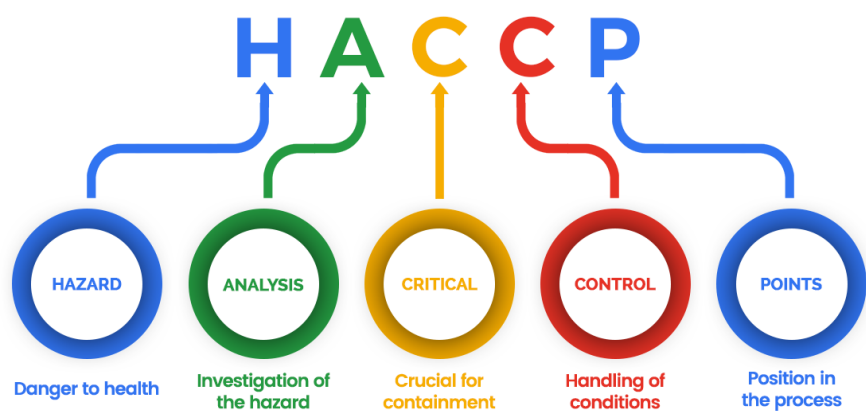 HACCP
HAZARD
ANALYSIS
CRITICAL
CONTROL
POINTS
Danger to health
Investigation of
the hazard
Crucial for
containment
Handling of
conditions
Position in
the process